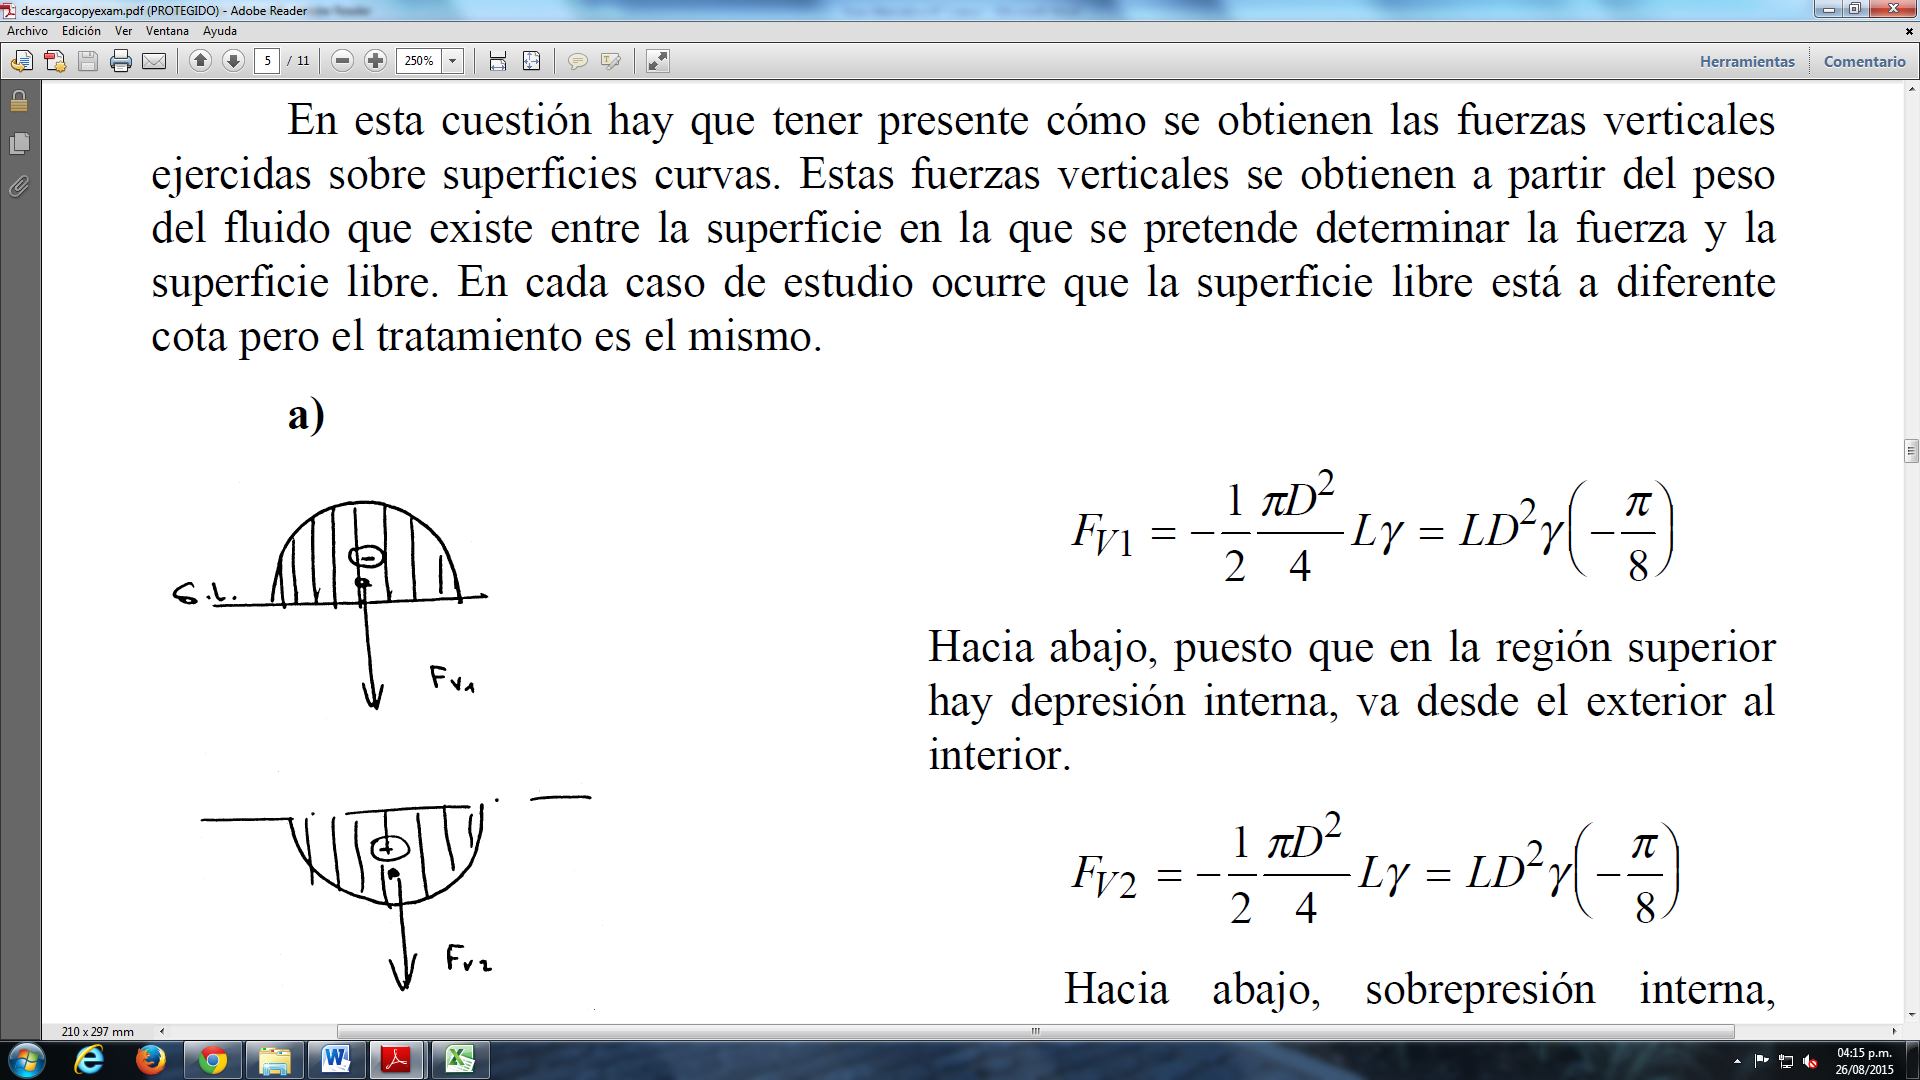 descargacopyexam.pdf (PROTEGIDO) - Adobe Reader
Archivo Edición Ver Ventana Ayuda
5 / 11 250% Herramientas Comentario
En esta cuestión hay que tener presente cómo se obtienen las fuerzas verticales
ejercidas sobre superficies curvas. Estas fuerzas verticales se obtienen a partir del peso
del fluido que existe entre la superficie en la que se pretende determinar la fuerza y la
superficie libre. En cada caso de estudio ocurre que la superficie libre está a diferente
cota pero el tratamiento es el mismo.
a)
S.L.
F_{V1}
F_{V1} = -\frac{1}{2}\frac{πD^2}{4}Lγ = LD^2γ(-\frac{π}{8})
Hacia abajo, puesto que en la región superior
hay depresión interna, va desde el exterior al
interior.
+
F_{V2}
F_{V2} = -\frac{1}{2}\frac{πD^2}{4}Lγ = LD^2γ(-\frac{π}{8})
Hacia abajo, sobrepresión interna,
210 x 297 mm
04:15 p.m.
26/08/2015